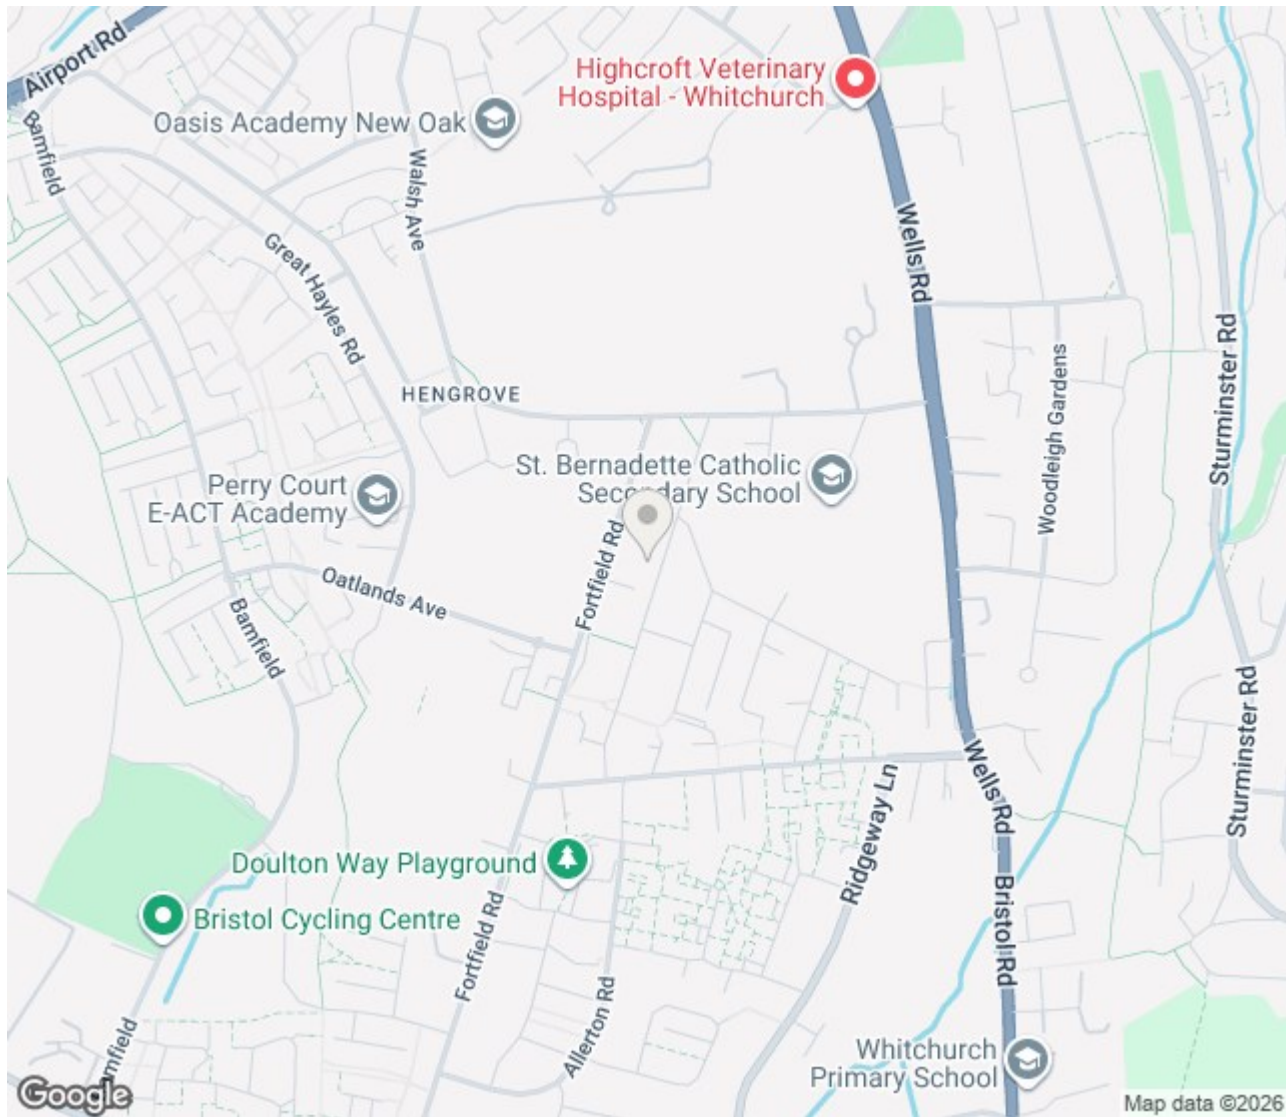 Airport Rd
Highcroft Veterinary
Hospital - Whitchurch
Oasis Academy New Oak
Bamfield
Walsh Ave
Wells Rd
Great Hayles Rd
Sturminster Rd
Woodleigh Gardens
HENGROVE
St. Bernadette Catholic
Secondary School
Perry Court
E-ACT Academy
Fortfield Rd
Oatlands Ave
Bamfield
Sturminster Rd
Wells Rd
Ridgeway Ln
Doulton Way Playground
Bristol Cycling Centre
Fortfield Rd
Bristol Rd
Allerton Rd
Whitchurch
Primary School
mfield
Google
Map data ©2026